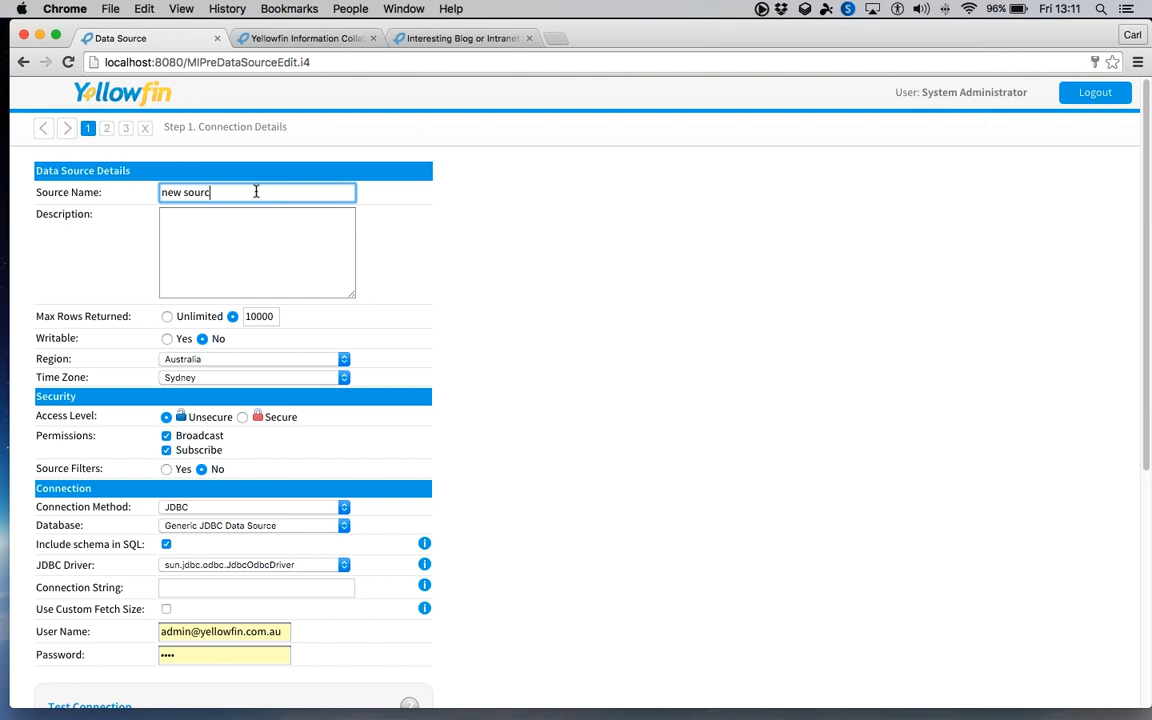 Chrome File Edit View History Bookmarks People Window Help 96% Fri 13:11
Data Source Yellowfin Information Colla Interesting Blog or Intranet Carl
localhost:8080/MIPreDataSourceEdit.i4
Yellowfin User: System Administrator Logout
1 2 3 X Step 1. Connection Details
Data Source Details
Source Name: new sourc
Description:
Max Rows Returned: Unlimited 10000
Writable: Yes No
Region: Australia
Time Zone: Sydney
Security
Access Level: Unsecure Secure
Permissions: Broadcast
Subscribe
Source Filters: Yes No
Connection
Connection Method: JDBC
Database: Generic JDBC Data Source
Include schema in SQL:
JDBC Driver: sun.jdbc.odbc.JdbcOdbcDriver
Connection String:
Use Custom Fetch Size:
User Name: admin@yellowfin.com.au
Password: ••••
Test Connection ?